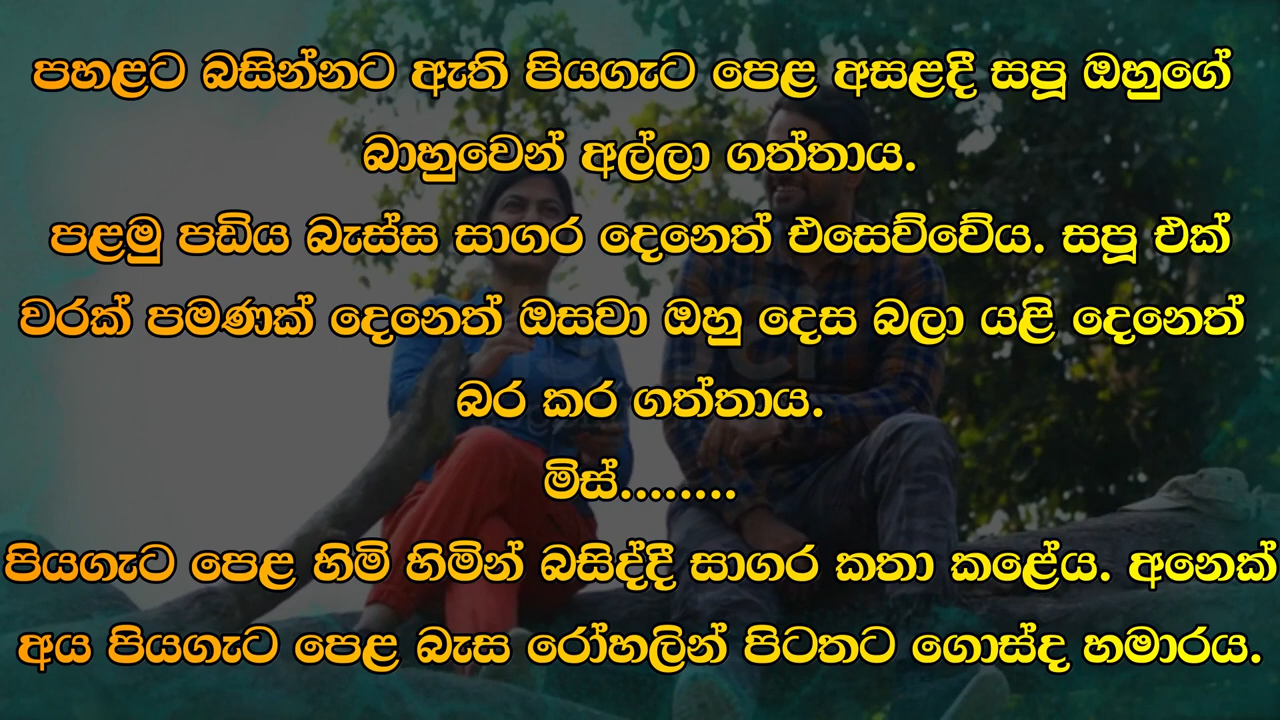 පහළට බසින්නට ඇති පියගැට පෙළ අසළදී සපූ ඔහුගේ
බාහුවෙන් අල්ලා ගත්තාය.
පළමු පඩිය බැස්ස සාගර දෙනෙත් එසෙව්වේය. සපූ එක්
වරක් පමණක් දෙනෙත් ඔසවා ඔහු දෙස බලා යළි දෙනෙත්
බර කර ගත්තාය.
මිස්........
පියගැට පෙළ හිමි හිමින් බසිද්දී සාගර කතා කළේය. අනෙක්
අය පියගැට පෙළ බැස රෝහලින් පිටතට ගොස්ද හමාරය.